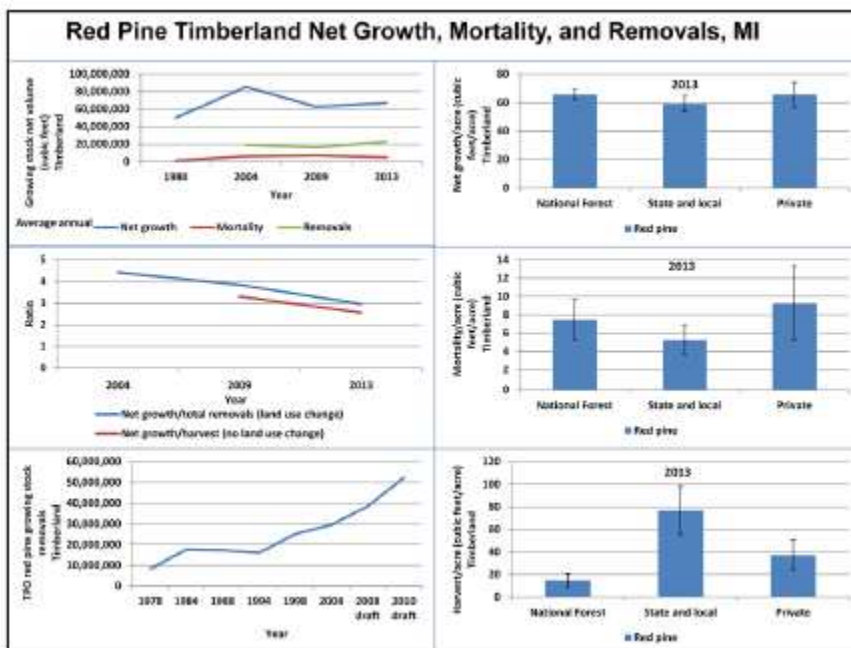 Red Pine Timberland Net Growth, Mortality, and Removals, MI
Growing stock net volume
(cubic feet)
Timberland
100,000,000
80,000,000
60,000,000
40,000,000
20,000,000
0
1988 2004 2009 2013
Year
Average annual
Net growth Mortality Removals
Net growth/acre (cubic
feet/acre)
Timberland
80
60
40
20
0
2013
National Forest State and local Private
Red pine
Ratio
5
4
3
2
1
0
2004 2009 2013
Year
Net growth/total removals (land use change)
Net growth/harvest (no land use change)
Mortality/acre (cubic
feet/acre)
Timberland
14
12
10
8
6
4
2
0
2013
National Forest State and local Private
Red pine
TPO red pine growing stock
removals
Timberland
60,000,000
50,000,000
40,000,000
30,000,000
20,000,000
10,000,000
0
1978 1984 1988 1994 1998 2004 2008 2010
draft draft
Year
Harvest/acre (cubic feet/acre)
Timberland
120
100
80
60
40
20
0
2013
National Forest State and local Private
Red pine